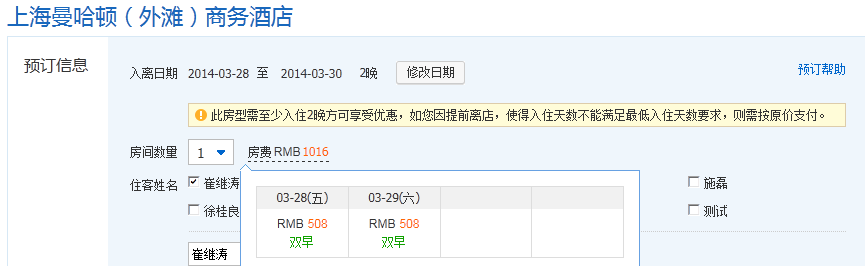 上海曼哈顿（外滩）商务酒店
预订信息
入离日期 2014-03-28 至 2014-03-30 2晚 修改日期 预订帮助
此房型需至少入住2晚方可享受优惠，如您因提前离店，使得入住天数不能满足最低入住天数要求，则需按原价支付。
房间数量 1 房费 RMB 1016
住客姓名 崔继涛 施磊
03-28(五) 03-29(六)
徐桂良 测试
RMB 508 RMB 508
双早 双早
崔继涛